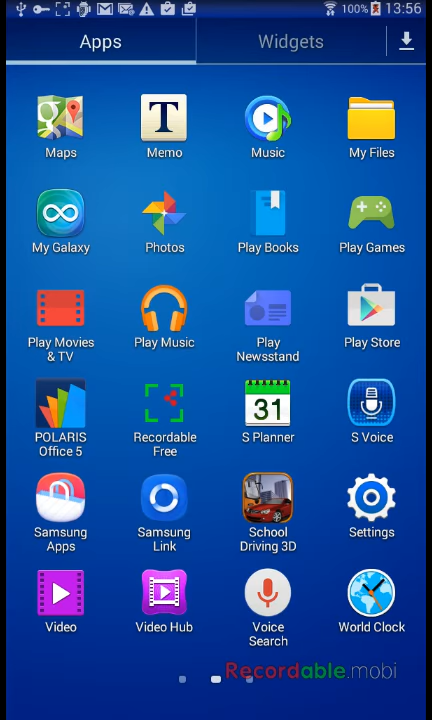 100% 13:56
Apps Widgets
Maps Memo Music My Files
My Galaxy Photos Play Books Play Games
Play Movies & TV Play Music Play Newsstand Play Store
POLARIS Office 5 Recordable Free 31 S Planner S Voice
Samsung Apps Samsung Link School Driving 3D Settings
Video Video Hub Voice Search World Clock
Recordable.mobi